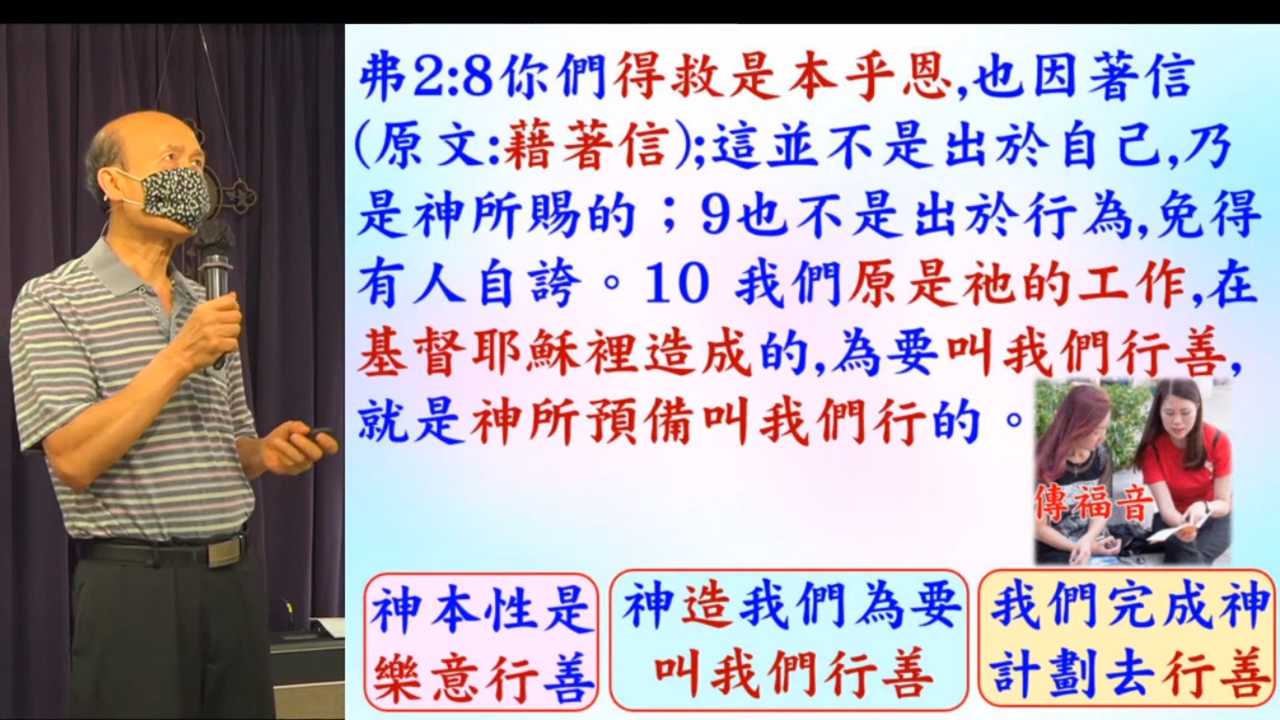 弗2:8你們得救是本乎恩,也因著信
(原文:藉著信);這並不是出於自己,乃
是神所賜的；9也不是出於行為,免得
有人自誇。10 我們原是祂的工作,在
基督耶穌裡造成的,為要叫我們行善,
就是神所預備叫我們行的。
傳福音
神本性是
樂意行善
神造我們為要
叫我們行善
我們完成神
計劃去行善